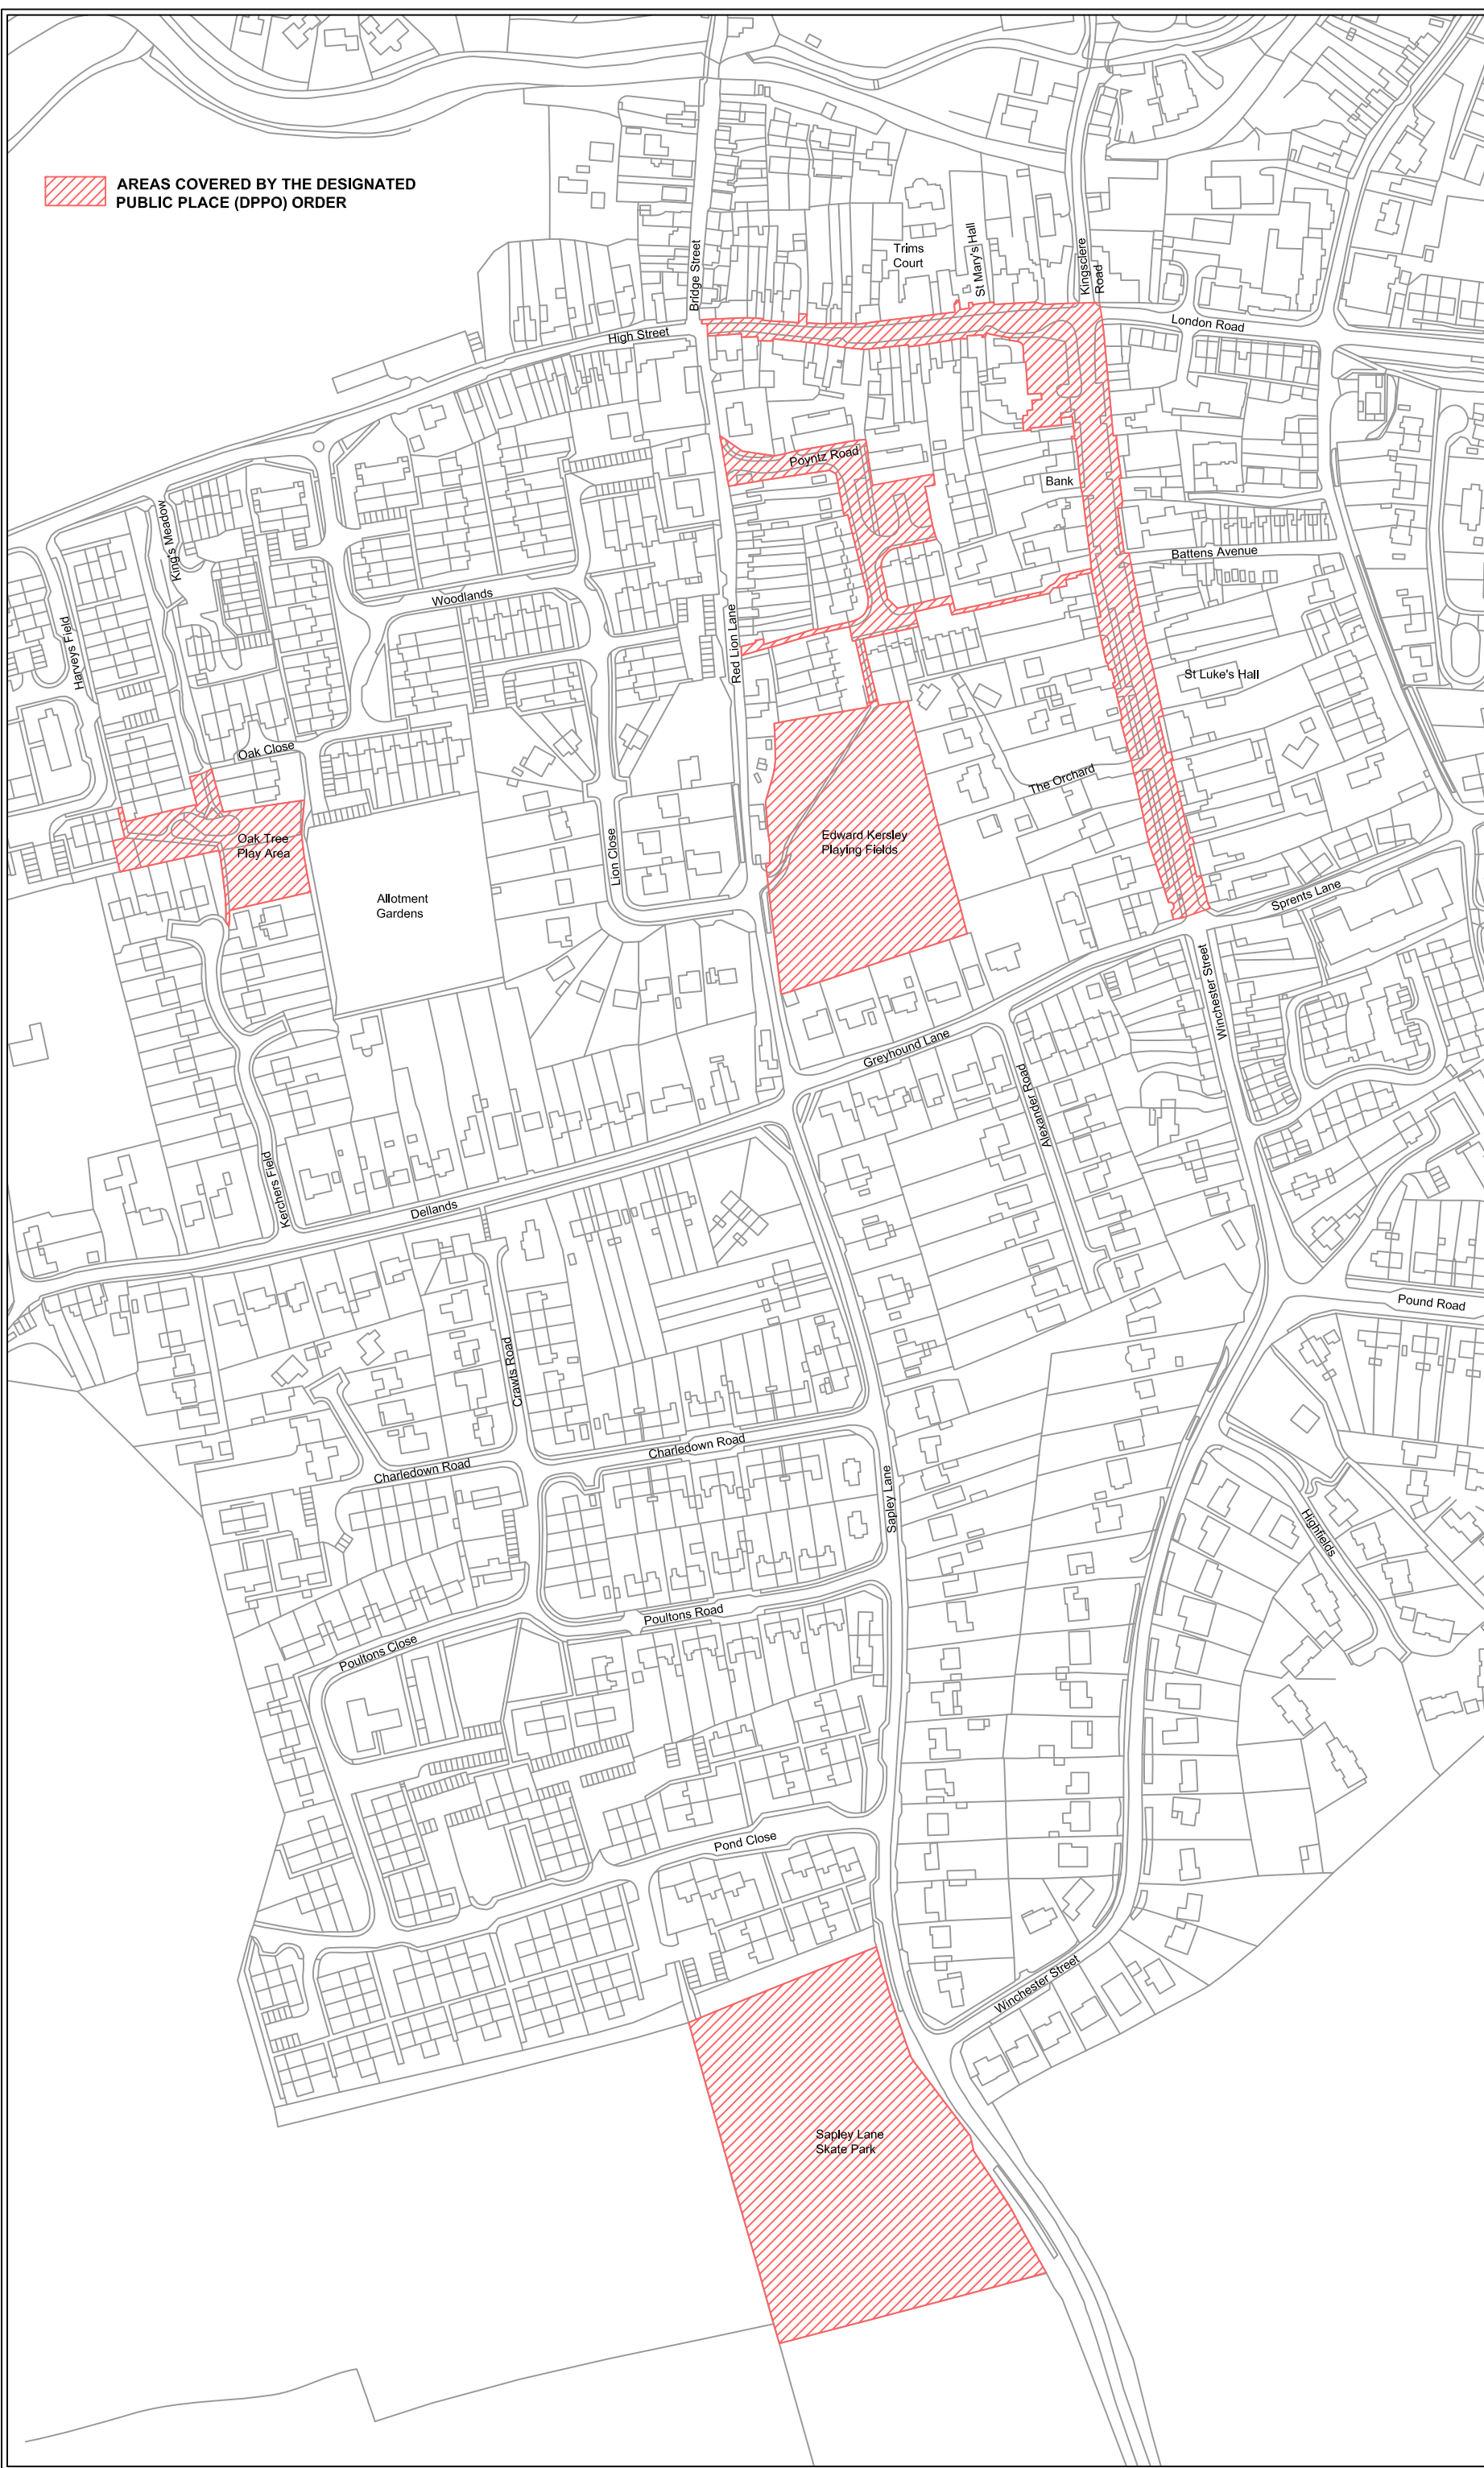 AREAS COVERED BY THE DESIGNATED
PUBLIC PLACE (DPPO) ORDER
Trims
Court
St Mary's Hall
Kingsclere
Road
Bridge Street
High Street
London Road
Poyntz Road
Bank
King's Meadow
Battens Avenue
Woodlands
Harveys Field
Red Lion Lane
St Luke's Hall
Oak Close
The Orchard
Oak Tree
Play Area
Edward Kersley
Playing Fields
Lion Close
Allotment
Gardens
Sprents Lane
Winchester Street
Greyhound Lane
Alexander Road
Kerchers Field
Dellands
Pound Road
Crawts Road
Charledown Road
Charledown Road
Sapley Lane
Highfields
Poultons Road
Poultons Close
Pond Close
Winchester Street
Sapley Lane
Skate Park